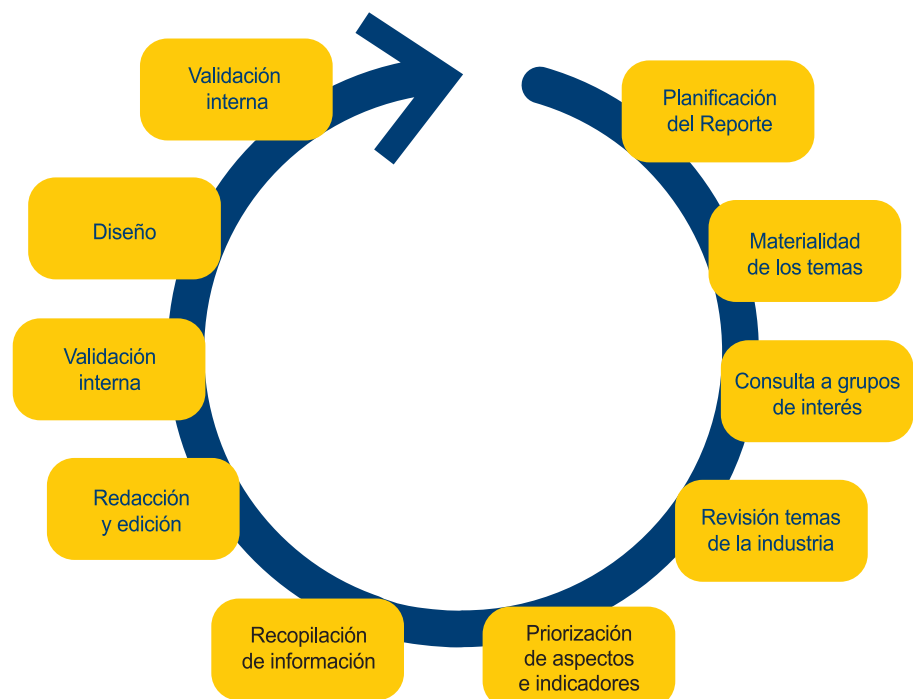 Planificación
del Reporte
Materialidad
de los temas
Consulta a grupos
de interés
Revisión temas
de la industria
Priorización
de aspectos
e indicadores
Recopilación
de información
Redacción
y edición
Validación
interna
Diseño
Validación
interna